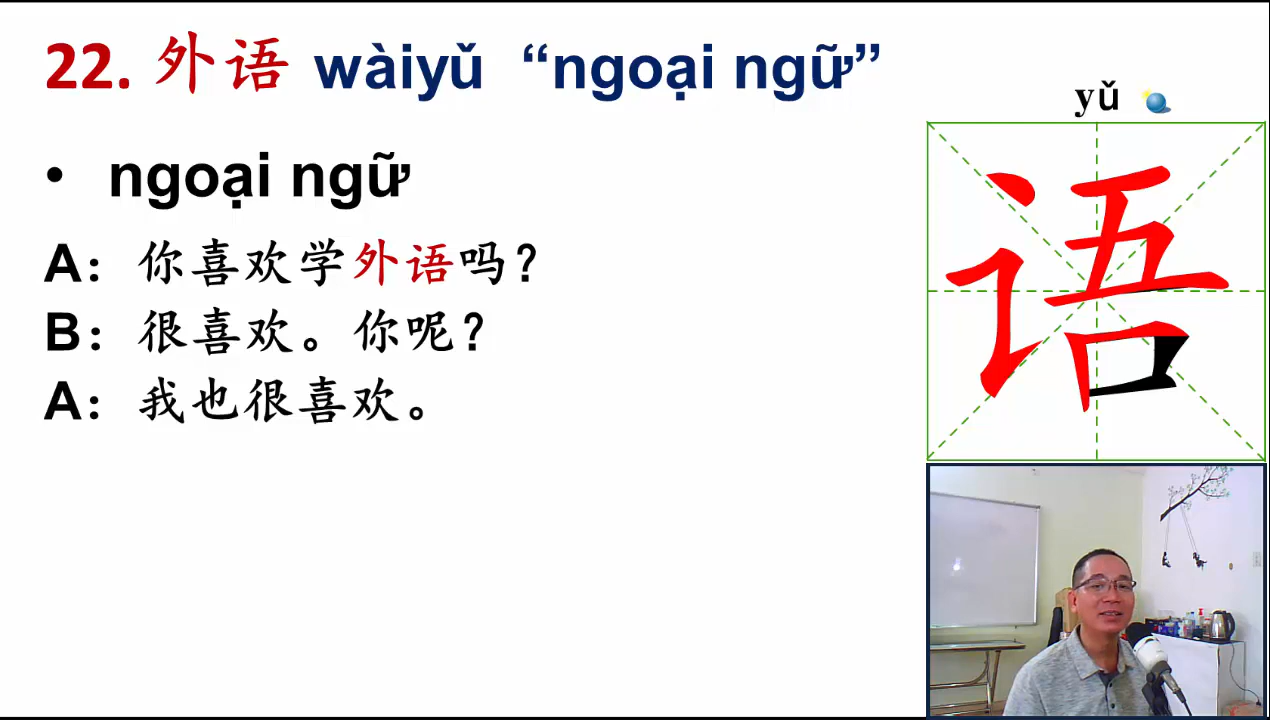 22. 外语 wàiyǔ “ngoại ngữ”
• ngoại ngữ
A：你喜欢学外语吗？
B：很喜欢。你呢？
A：我也很喜欢。
yǔ
语